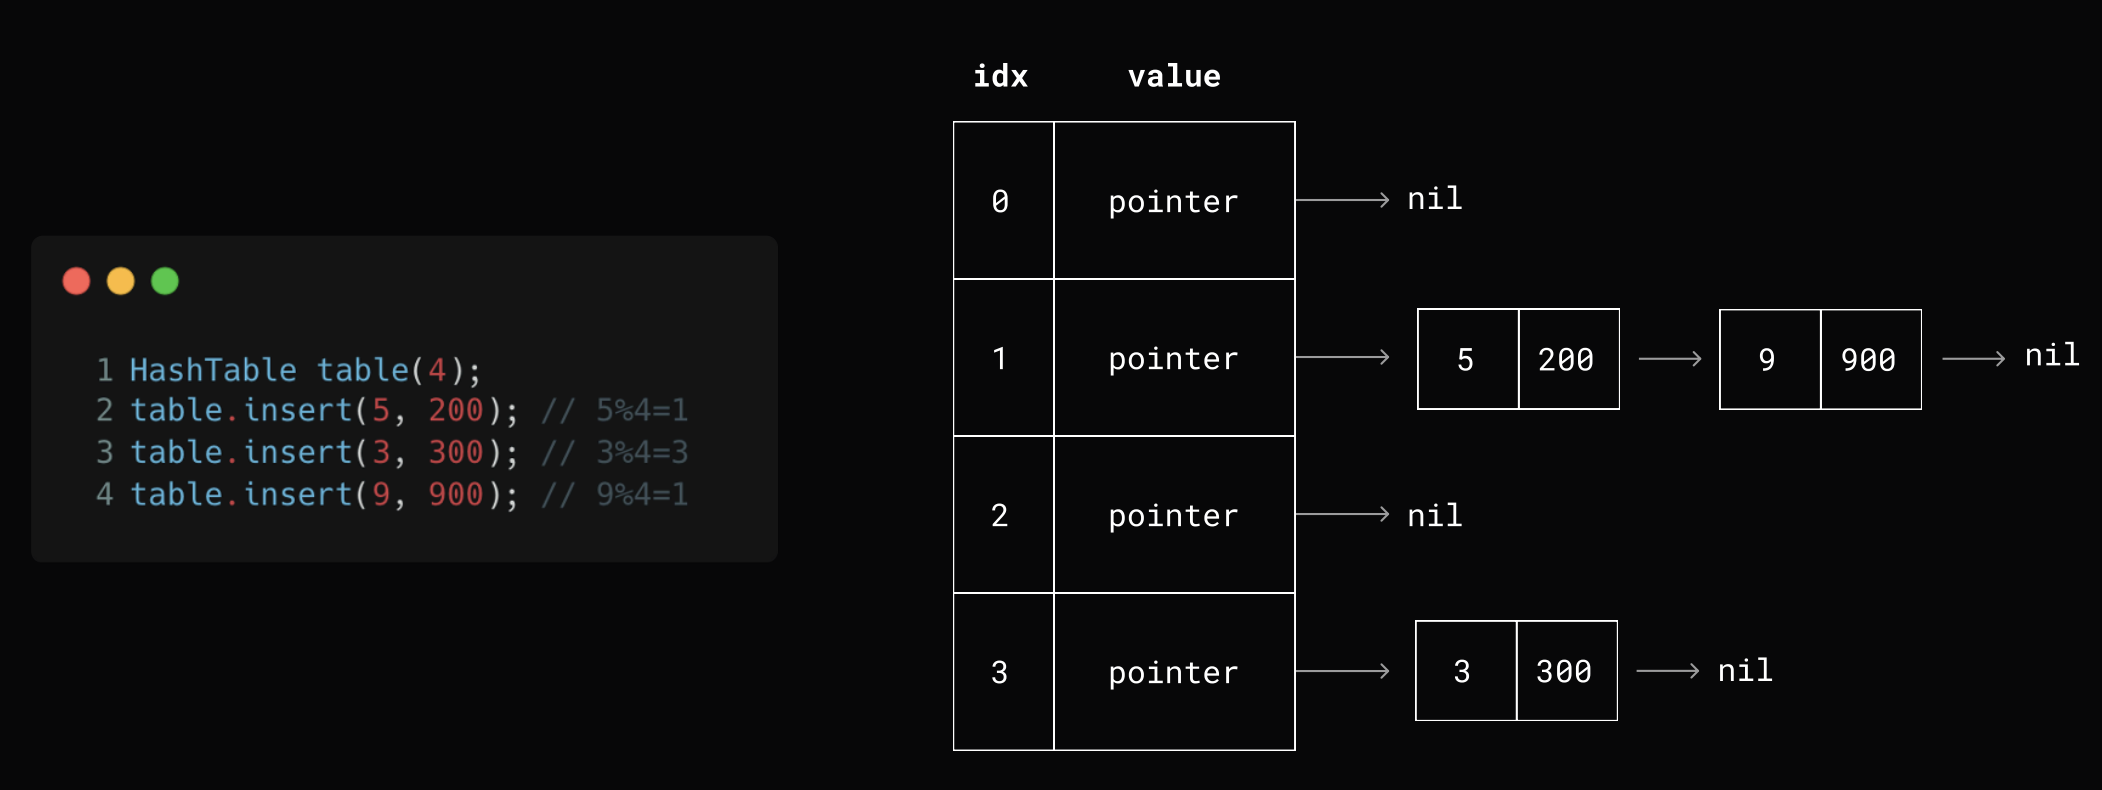 1 HashTable table(4);
2 table.insert(5, 200); // 5%4=1
3 table.insert(3, 300); // 3%4=3
4 table.insert(9, 900); // 9%4=1
idx value
0 pointer nil
1 pointer 5 200 9 900 nil
2 pointer nil
3 pointer 3 300 nil